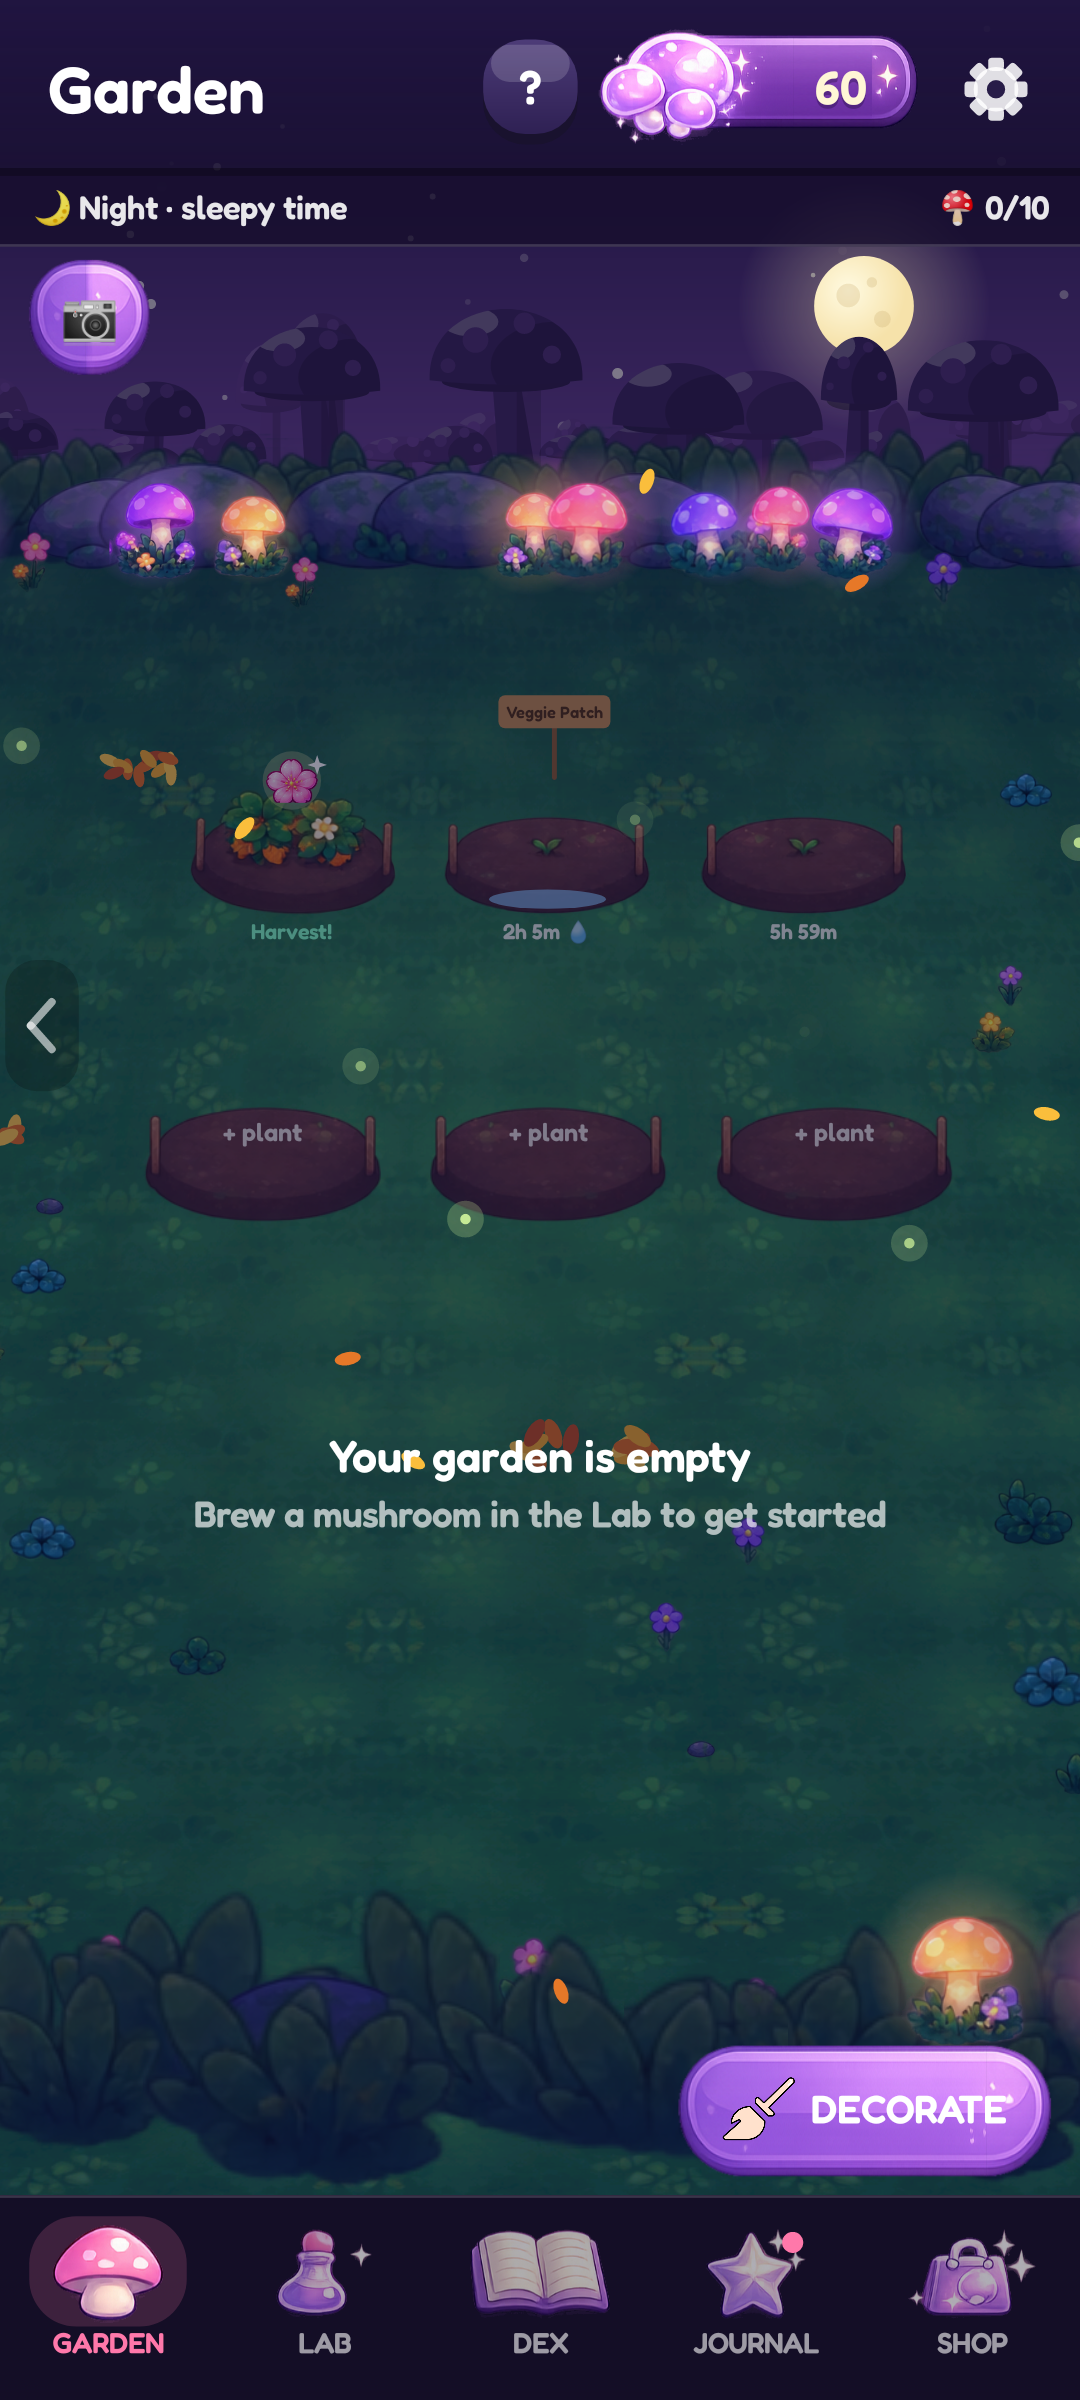 Garden
?
60
Night · sleepy time
0/10
Veggie Patch
Harvest!
2h 5m
5h 59m
+ plant
+ plant
+ plant
Your garden is empty
Brew a mushroom in the Lab to get started
DECORATE
GARDEN
LAB
DEX
JOURNAL
SHOP